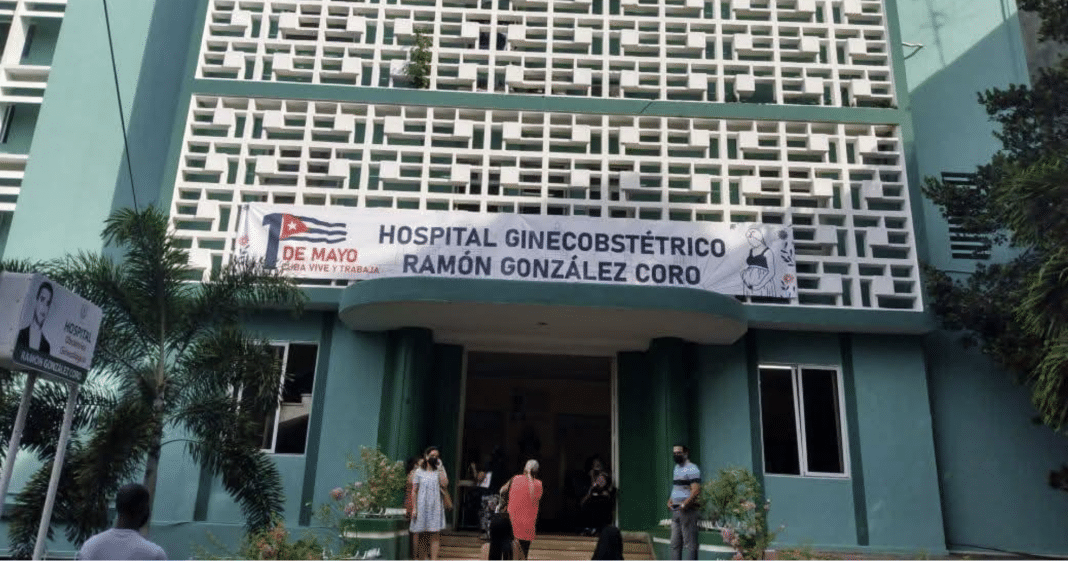 1
DE MAYO
CUBA VIVE Y TRABAJA
HOSPITAL GINECOBSTÉTRICO
RAMÓN GONZÁLEZ CORO
HOSPITAL
RAMÓN GONZÁLEZ CORO